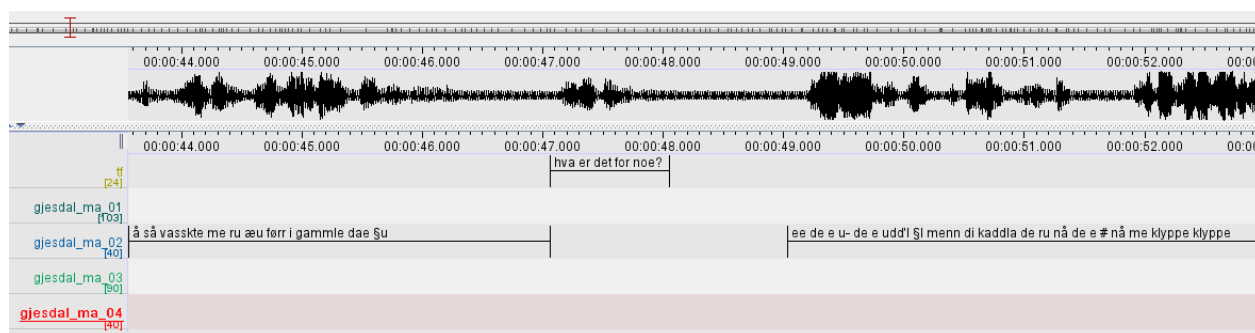 00:00:44.000 00:00:45.000 00:00:46.000 00:00:47.000 00:00:48.000 00:00:49.000 00:00:50.000 00:00:51.000 00:00:52.000 00:0
00:00:44.000 00:00:45.000 00:00:46.000 00:00:47.000 00:00:48.000 00:00:49.000 00:00:50.000 00:00:51.000 00:00:52.000 00:0
tf hva er det for noe?
[24]
gjesdal_ma_01
[103]
gjesdal_ma_02 å så vasskte me ru æu førr i gammle dae §u ee de e u- de e udd'l §l menn di kaddla de ru nå de e # nå me klyppe klyppe
[40]
gjesdal_ma_03
[90]
gjesdal_ma_04
[40]